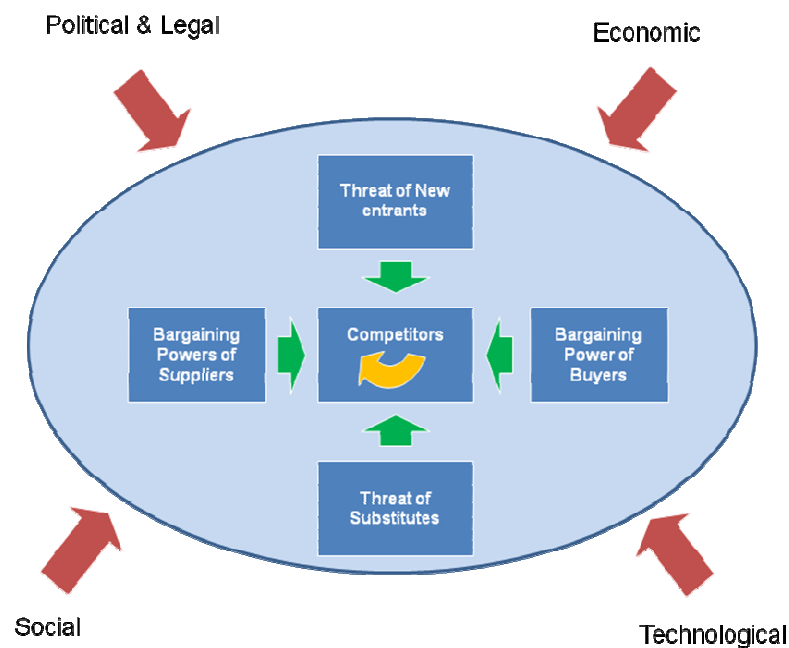 Political & Legal
Economic
Threat of New
entrants
Bargaining
Powers of
Suppliers
Competitors
Bargaining
Power of
Buyers
Threat of
Substitutes
Social
Technological